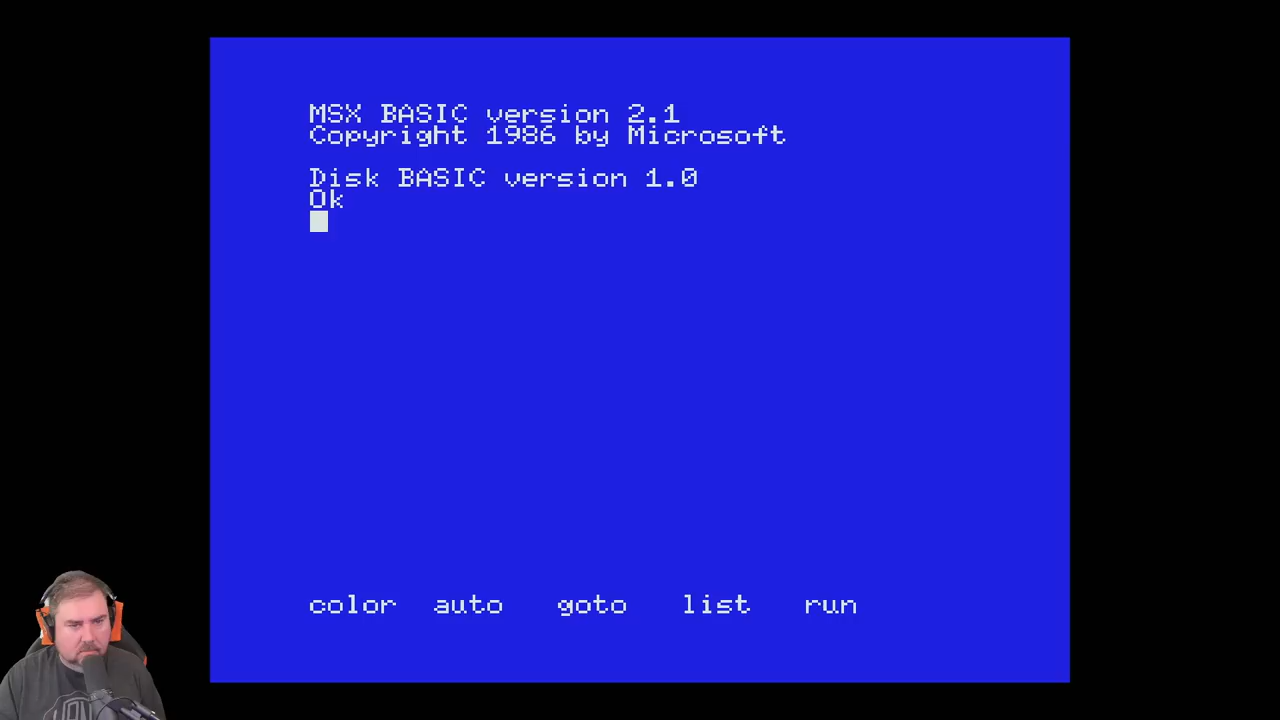 MSX BASIC version 2.1
Copyright 1986 by Microsoft
Disk BASIC version 1.0
Ok
color auto goto list run